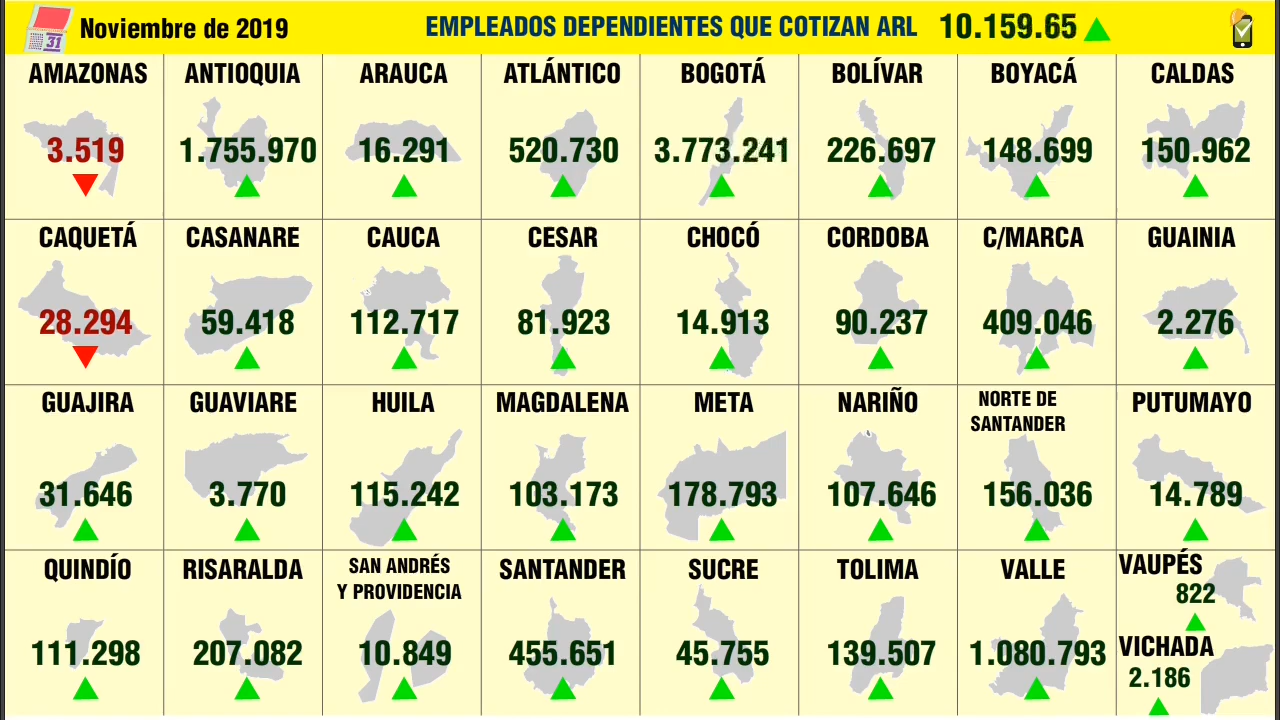 31
Noviembre de 2019
EMPLEADOS DEPENDIENTES QUE COTIZAN ARL 10.159.65
AMAZONAS
3.519
ANTIOQUIA
1.755.970
ARAUCA
16.291
ATLÁNTICO
520.730
BOGOTÁ
3.773.241
BOLÍVAR
226.697
BOYACÁ
148.699
CALDAS
150.962
CAQUETÁ
28.294
CASANARE
59.418
CAUCA
112.717
CESAR
81.923
CHOCÓ
14.913
CORDOBA
90.237
C/MARCA
409.046
GUAINIA
2.276
GUAJIRA
31.646
GUAVIARE
3.770
HUILA
115.242
MAGDALENA
103.173
META
178.793
NARIÑO
107.646
NORTE DE
SANTANDER
156.036
PUTUMAYO
14.789
QUINDÍO
111.298
RISARALDA
207.082
SAN ANDRÉS
Y PROVIDENCIA
10.849
SANTANDER
455.651
SUCRE
45.755
TOLIMA
139.507
VALLE
1.080.793
VAUPÉS
822
VICHADA
2.186